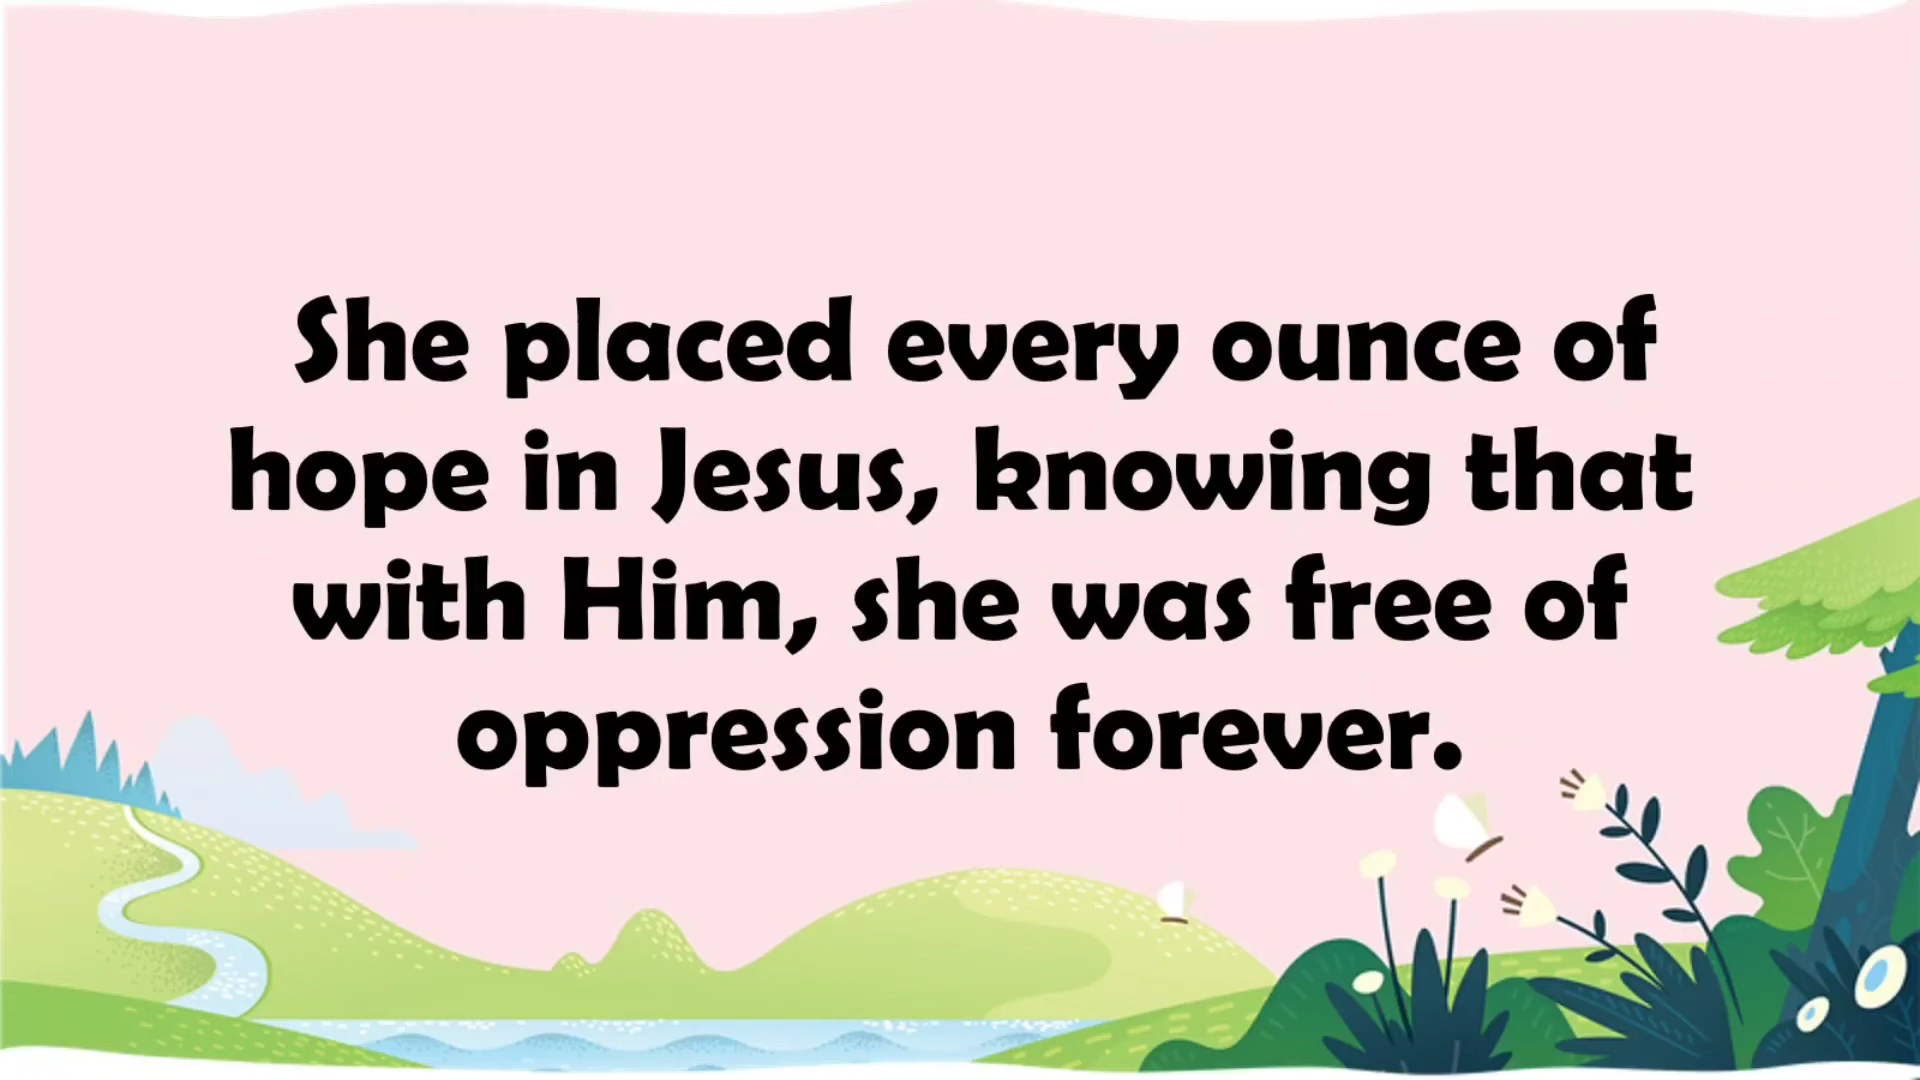 She placed every ounce of
hope in Jesus, knowing that
with Him, she was free of
oppression forever.